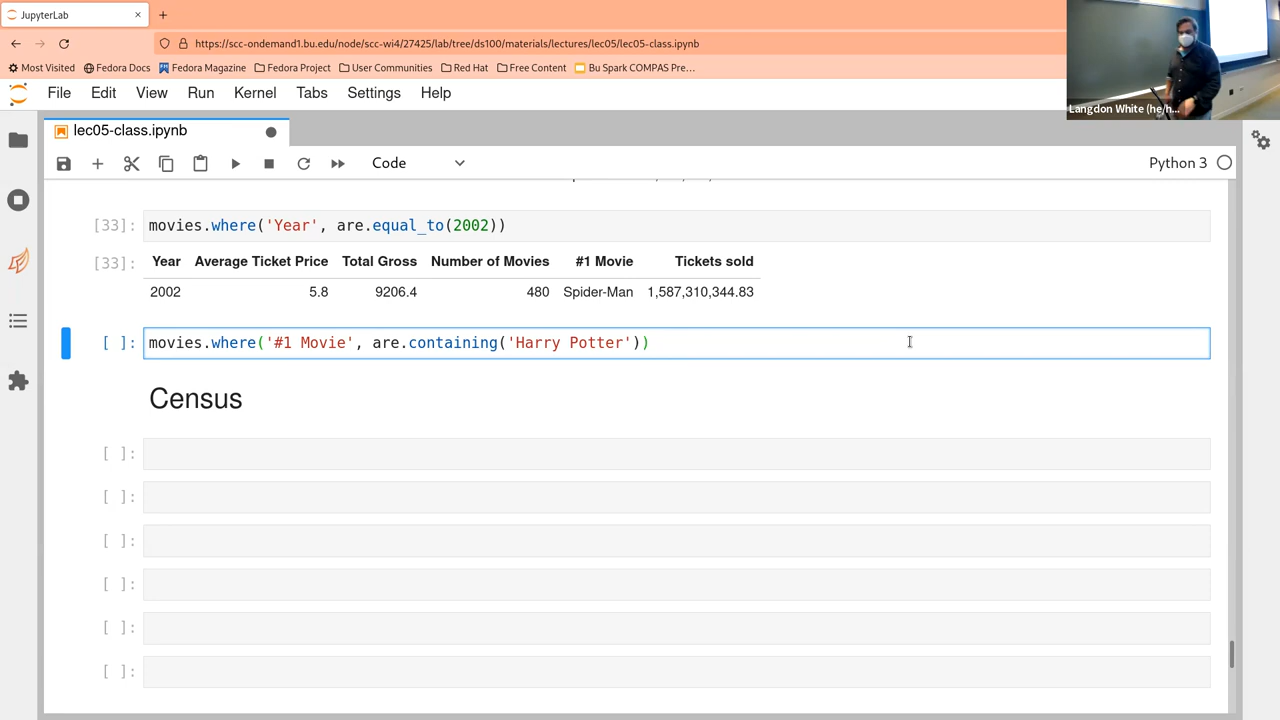 JupyterLab
https://scc-ondemand1.bu.edu/node/scc-wi4/27425/lab/tree/ds100/materials/lectures/lec05/lec05-class.ipynb
Most Visited Fedora Docs Fedora Magazine Fedora Project User Communities Red Hat Free Content Bu Spark COMPAS Pre…
Langdon White (he/h...
File Edit View Run Kernel Tabs Settings Help
lec05-class.ipynb
Code Python 3
[33]: movies.where('Year', are.equal_to(2002))
[33]: Year Average Ticket Price Total Gross Number of Movies #1 Movie Tickets sold
2002 5.8 9206.4 480 Spider-Man 1,587,310,344.83
[ ]: movies.where('#1 Movie', are.containing('Harry Potter'))
Census
[ ]:
[ ]:
[ ]:
[ ]:
[ ]:
[ ]: